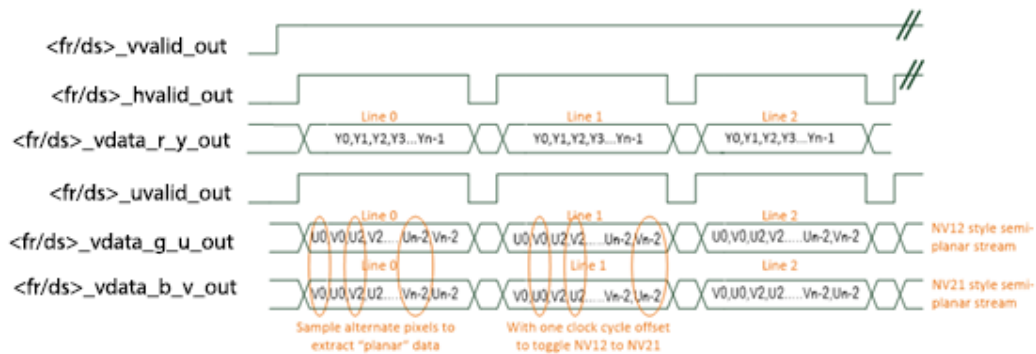 <fr/ds>_vvalid_out
<fr/ds>_hvalid_out
Line 0 Line 1 Line 2
<fr/ds>_vdata_r_y_out Y0,Y1,Y2,Y3...Yn-1 Y0,Y1,Y2,Y3...Yn-1 Y0,Y1,Y2,Y3...Yn-1
<fr/ds>_uvalid_out
Line 0 Line 1 Line 2
<fr/ds>_vdata_g_u_out U0,V0,U2,V2.....Un-2,Vn-2 U0,V0,U2,V2.....Un-2,Vn-2 U0,V0,U2,V2.....Un-2,Vn-2 NV12 style semi-
planar stream
Line 0 Line 1 Line 2
<fr/ds>_vdata_b_v_out V0,U0,V2,U2.....Vn-2,Un-2 V0,U0,V2,U2.....Vn-2,Un-2 V0,U0,V2,U2.....Vn-2,Un-2 NV21 style semi-
planar stream
Sample alternate pixels to
extract "planar" data
With one clock cycle offset
to toggle NV12 to NV21